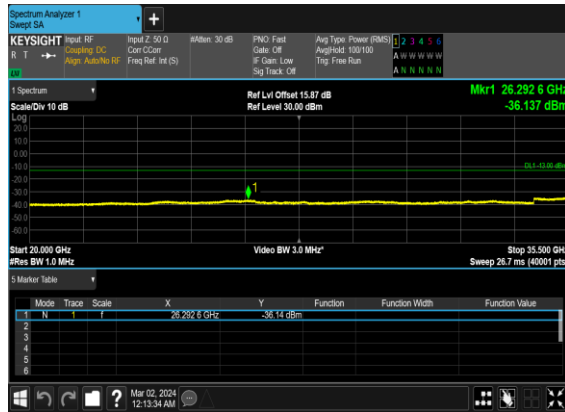 Spectrum Analyzer 1
Swept SA
+
KEYSIGHT Input: RF Input Z: 50 Ω #Atten: 30 dB PNO: Fast Avg Type: Power (RMS) 1 2 3 4 5 6
R T Coupling: DC Corr CCorr Gate: Off Avg|Hold: 100/100 A W W W W W
Align: Auto/No RF Freq Ref: Int (S) IF Gain: Low Trig: Free Run
LU Sig Track: Off A N N N N N
1 Spectrum Ref Lvl Offset 15.87 dB Mkr1 26.292 6 GHz
Scale/Div 10 dB Ref Level 30.00 dBm -36.137 dBm
Log
20.0
10.0
0.00
-10.0 DL1 -13.00 dBm
-20.0
-30.0 1
-40.0
-50.0
-60.0
Start 20.000 GHz Video BW 3.0 MHz* Stop 35.500 GHz
#Res BW 1.0 MHz Sweep 26.7 ms (40001 pts)
5 Marker Table
Mode Trace Scale X Y Function Function Width Function Value
1 N 1 f 26.292 6 GHz -36.14 dBm
2
3
4
5
6
? Mar 02, 2024
12:13:34 AM